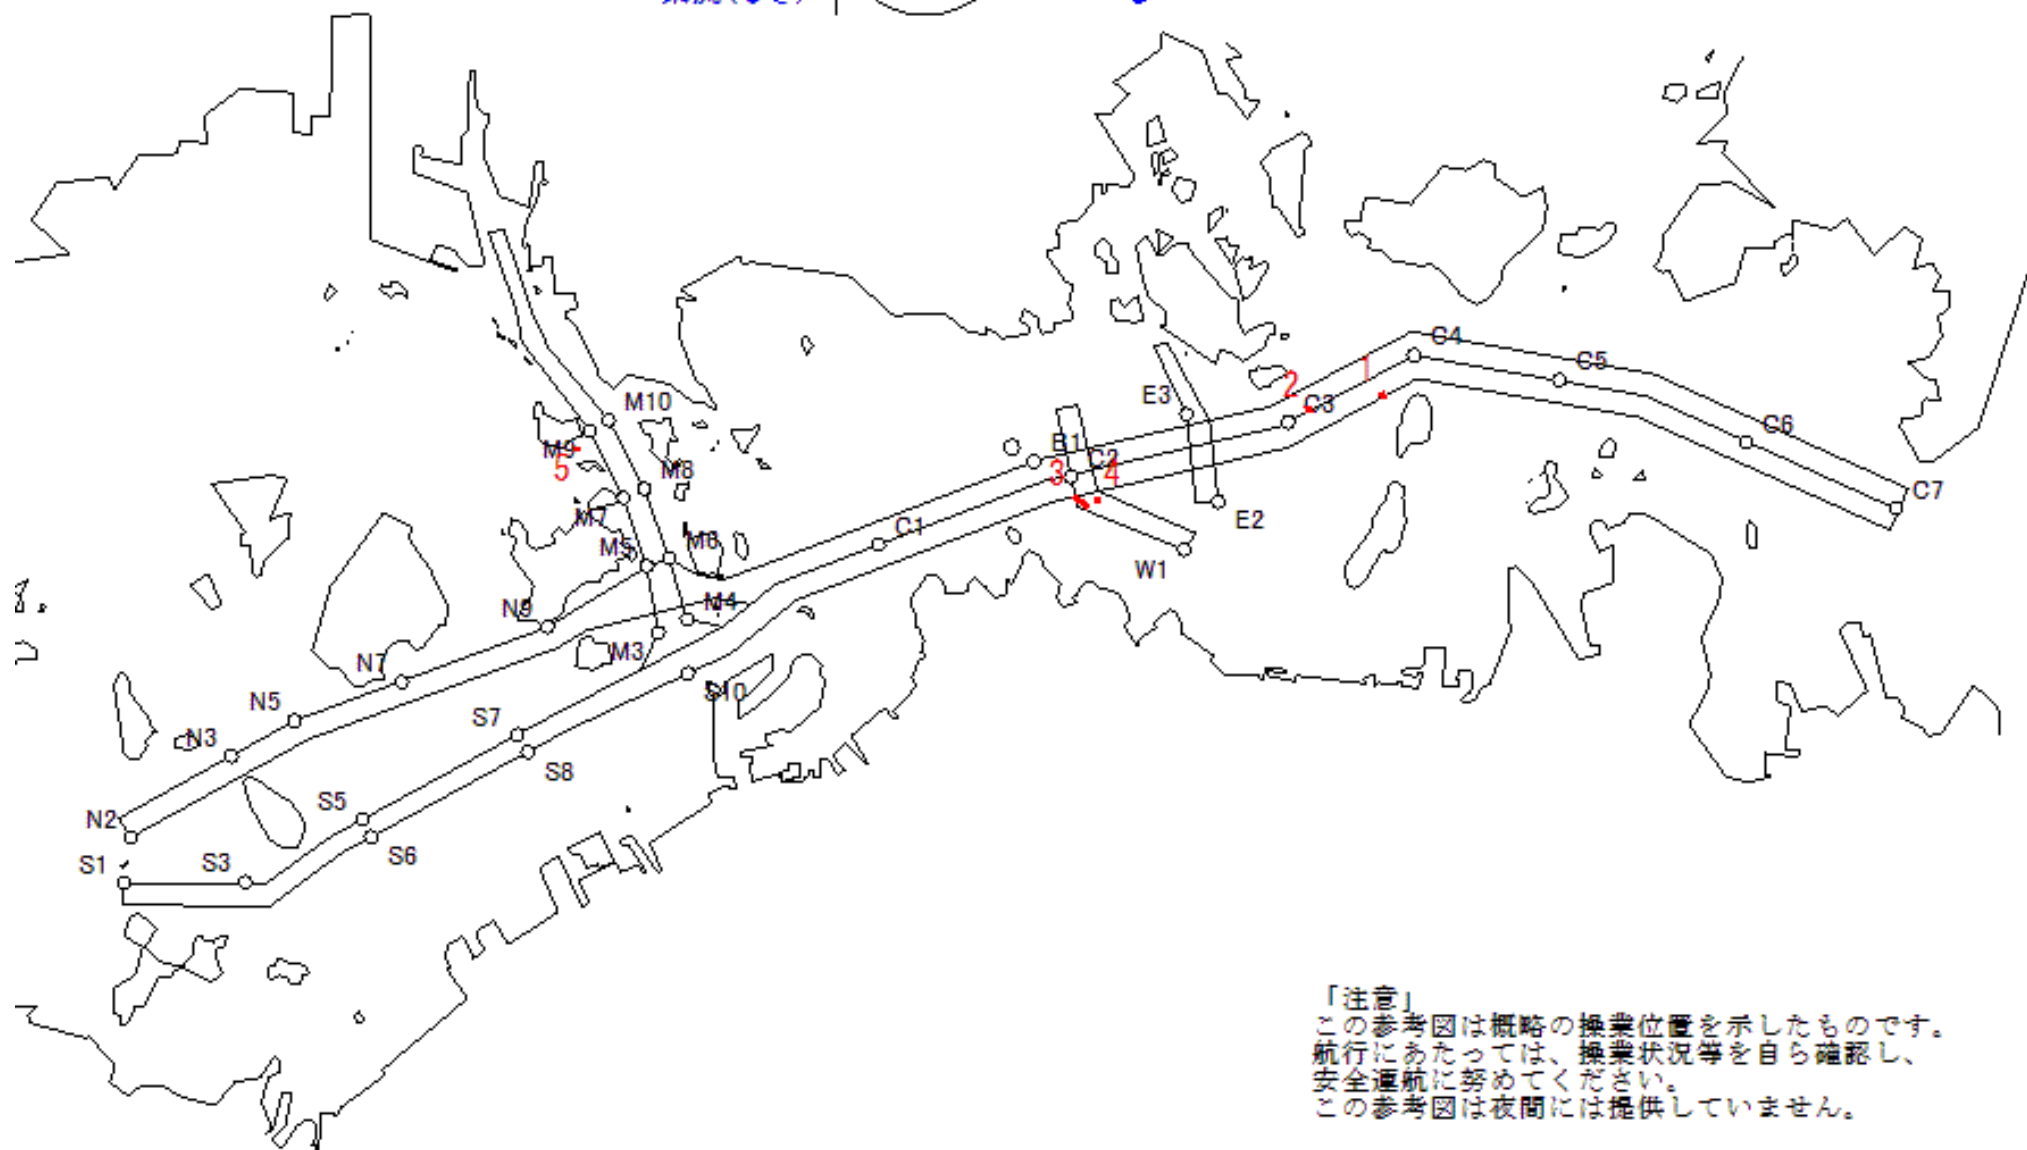 C4
1
C5
2
E3
C3
M10
C6
M9
B1
5
M8
3
C2
4
C7
M7
E2
C1
M5
M6
W1
N9
M4
M3
N7
S10
N5
S7
N3
S8
S5
N2
S6
S1
S3
「注意」
この参考図は概略の操業位置を示したものです。
航行にあたっては、操業状況等を自ら確認し、
安全運航に努めてください。
この参考図は夜間には提供していません。